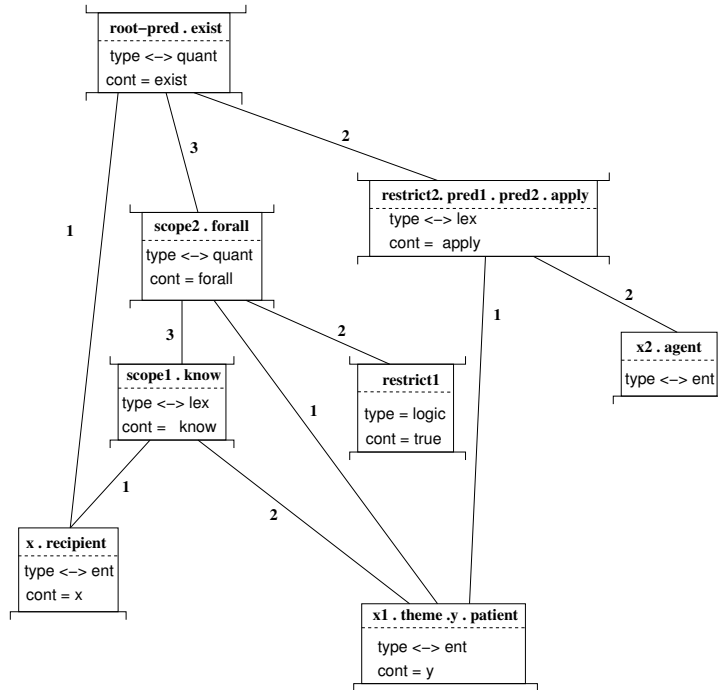 root-pred . exist
type <-> quant
cont = exist
2
3
restrict2. pred1 . pred2 . apply
type <-> lex
cont = apply
1
scope2 . forall
type <-> quant
cont = forall
2
1
3
2
x2 . agent
type <-> ent
scope1 . know
type <-> lex
cont = know
restrict1
type = logic
cont = true
1
1
2
x . recipient
type <-> ent
cont = x
x1 . theme .y . patient
type <-> ent
cont = y